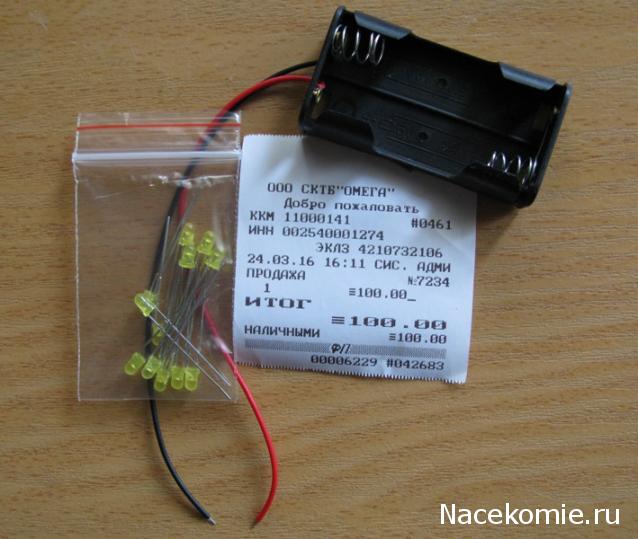 ООО СКТБ"ОМЕГА"
Добро пожаловать
ККМ 11000141 #0461
ИНН 002540001274
ЭКЛЗ 4210732106
24.03.16 16:11 СИС. АДМИ
ПРОДАЖА №7234
1 ≡100.00_
ИТОГ
≡100.00
НАЛИЧНЫМИ ≡100.00
ФП
00006229 #042683
Nacekomie.ru